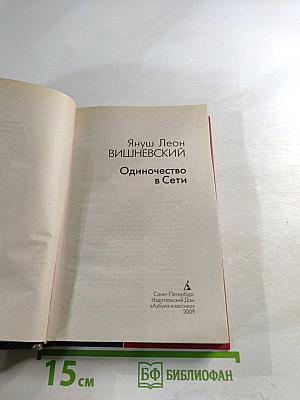 Януш Леон
ВИШНЕВСКИЙ
Одиночество
в Сети
Санкт-Петербург
Издательский Дом
«Азбука-классика»
2009
15 см
БФ БИБЛИОФАН